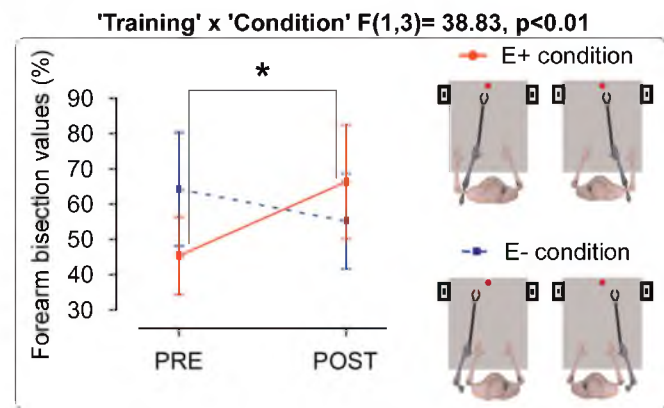 'Training' x 'Condition' F(1,3)= 38.83, p<0.01
Forearm bisection values (%)
90
80
70
60
50
40
30
*
PRE
POST
E+ condition
E- condition